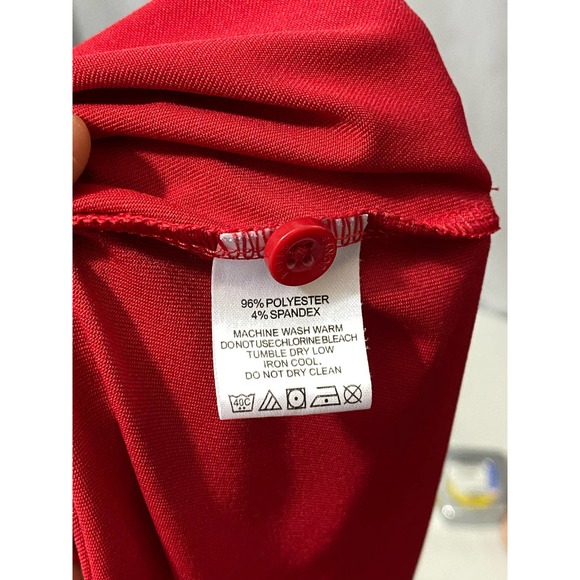 96% POLYESTER
4% SPANDEX
MACHINE WASH WARM
DO NOT USE CHLORINE BLEACH
TUMBLE DRY LOW
IRON COOL.
DO NOT DRY CLEAN
40C